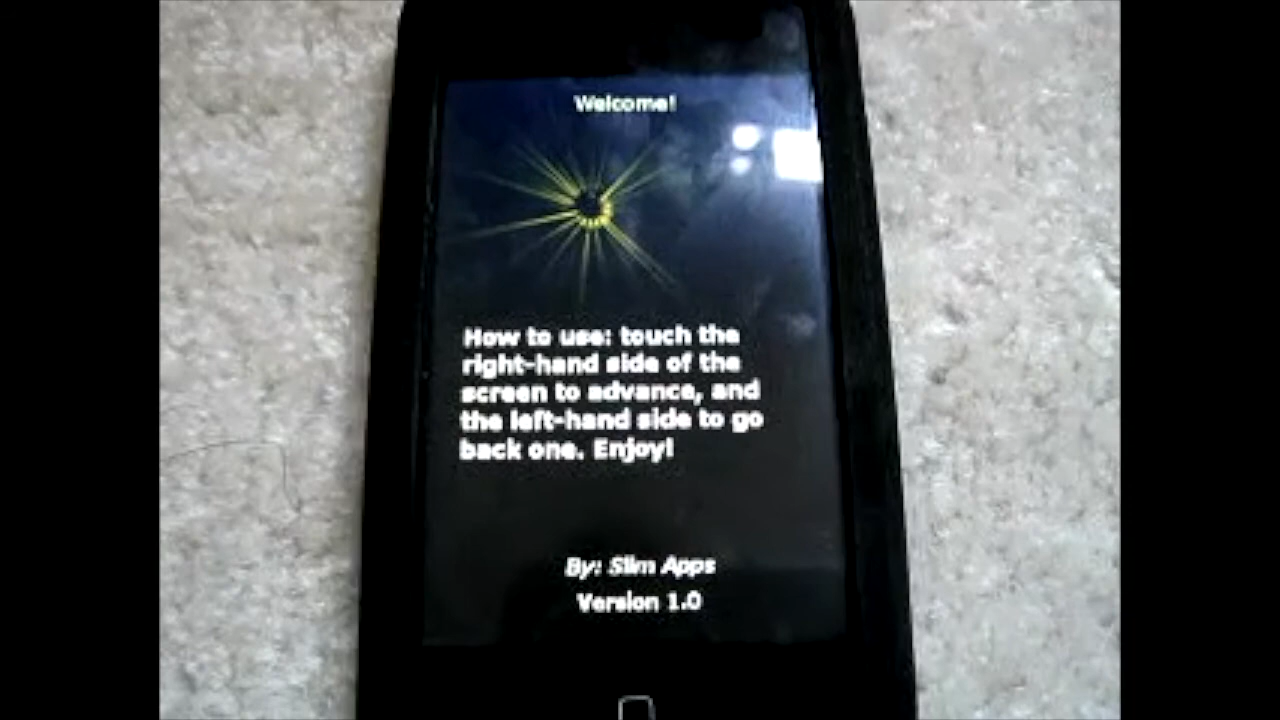 Welcome!
How to use: touch the
right-hand side of the
screen to advance, and
the left-hand side to go
back one. Enjoy!
By: Slim Apps
Version 1.0